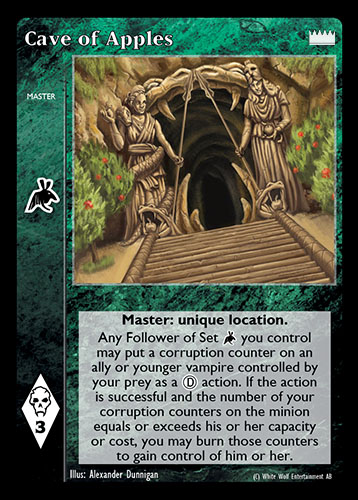 Cave of Apples
MASTER
Master: unique location.
Any Follower of Set you control
may put a corruption counter on an
ally or younger vampire controlled by
your prey as a D action. If the action
is successful and the number of your
corruption counters on the minion
equals or exceeds his or her capacity
or cost, you may burn those counters
to gain control of him or her.
3
Illus: Alexander Dunnigan (C) White Wolf Entertainment AB